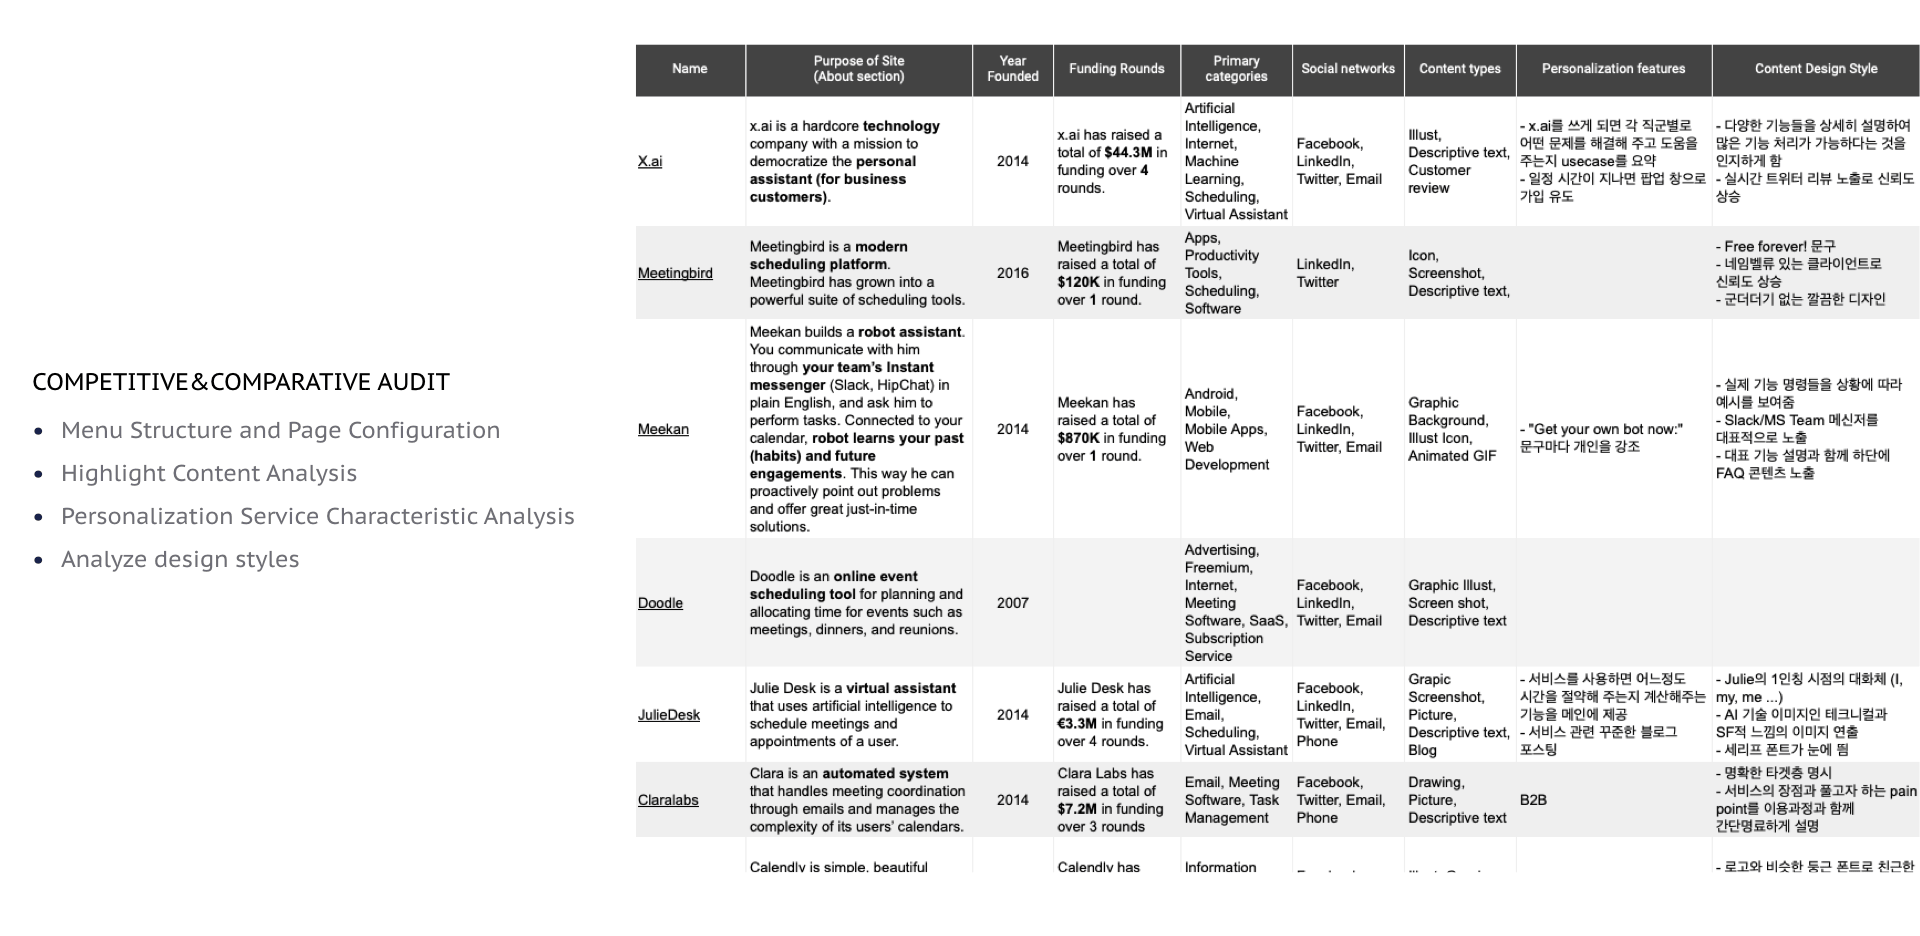 COMPETITIVE&COMPARATIVE AUDIT
• Menu Structure and Page Configuration
• Highlight Content Analysis
• Personalization Service Characteristic Analysis
• Analyze design styles
Name
Purpose of Site
(About section)
Year
Founded
Funding Rounds
Primary
categories
Social networks
Content types
Personalization features
Content Design Style
X.ai
x.ai is a hardcore technology
company with a mission to
democratize the personal
assistant (for business
customers).
2014
x.ai has raised a
total of $44.3M in
funding over 4
rounds.
Artificial
Intelligence,
Internet,
Machine
Learning,
Scheduling,
Virtual Assistant
Facebook,
LinkedIn,
Twitter, Email
Illust,
Descriptive text,
Customer
review
- x.ai를 쓰게 되면 각 직군별로
어떤 문제를 해결해 주고 도움을
주는지 usecase를 요약
- 일정 시간이 지나면 팝업 창으로
가입 유도
- 다양한 기능들을 상세히 설명하여
많은 기능 처리가 가능하다는 것을
인지하게 함
- 실시간 트위터 리뷰 노출로 신뢰도
상승
Meetingbird
Meetingbird is a modern
scheduling platform.
Meetingbird has grown into a
powerful suite of scheduling tools.
2016
Meetingbird has
raised a total of
$120K in funding
over 1 round.
Apps,
Productivity
Tools,
Scheduling,
Software
LinkedIn,
Twitter
Icon,
Screenshot,
Descriptive text,
- Free forever! 문구
- 네임벨류 있는 클라이언트로
신뢰도 상승
- 군더더기 없는 깔끔한 디자인
Meekan
Meekan builds a robot assistant.
You communicate with him
through your team's Instant
messenger (Slack, HipChat) in
plain English, and ask him to
perform tasks. Connected to your
calendar, robot learns your past
(habits) and future
engagements. This way he can
proactively point out problems
and offer great just-in-time
solutions.
2014
Meekan has
raised a total of
$870K in funding
over 1 round.
Android,
Mobile,
Mobile Apps,
Web
Development
Facebook,
LinkedIn,
Twitter, Email
Graphic
Background,
Illust Icon,
Animated GIF
- "Get your own bot now:"
문구마다 개인을 강조
- 실제 기능 명령들을 상황에 따라
예시를 보여줌
- Slack/MS Team 메신저를
대표적으로 노출
- 대표 기능 설명과 함께 하단에
FAQ 콘텐츠 노출
Doodle
Doodle is an online event
scheduling tool for planning and
allocating time for events such as
meetings, dinners, and reunions.
2007
Advertising,
Freemium,
Internet,
Meeting
Software, SaaS,
Subscription
Service
Facebook,
LinkedIn,
Twitter, Email
Graphic Illust,
Screen shot,
Descriptive text
JulieDesk
Julie Desk is a virtual assistant
that uses artificial intelligence to
schedule meetings and
appointments of a user.
2014
Julie Desk has
raised a total of
€3.3M in funding
over 4 rounds.
Artificial
Intelligence,
Email,
Scheduling,
Virtual Assistant
Facebook,
LinkedIn,
Twitter, Email,
Phone
Grapic
Screenshot,
Picture,
Descriptive text,
Blog
- 서비스를 사용하면 어느정도
시간을 절약해 주는지 계산해주는
기능을 메인에 제공
- 서비스 관련 꾸준한 블로그
포스팅
- Julie의 1인칭 시점의 대화체 (I,
my, me ...)
- AI 기술 이미지인 테크니컬과
SF적 느낌의 이미지 연출
- 세리프 폰트가 눈에 띔
Claralabs
Clara is an automated system
that handles meeting coordination
through emails and manages the
complexity of its users' calendars.
2014
Clara Labs has
raised a total of
$7.2M in funding
over 3 rounds
Email, Meeting
Software, Task
Management
Facebook,
Twitter, Email,
Phone
Drawing,
Picture,
Descriptive text
B2B
- 명확한 타겟층 명시
- 서비스의 장점과 풀고자 하는 pain
point를 이용과정과 함께
간단명료하게 설명
Calendly is simple, beautiful
Calendly has
Information
- 로고와 비슷한 둥근 폰트로 친근한